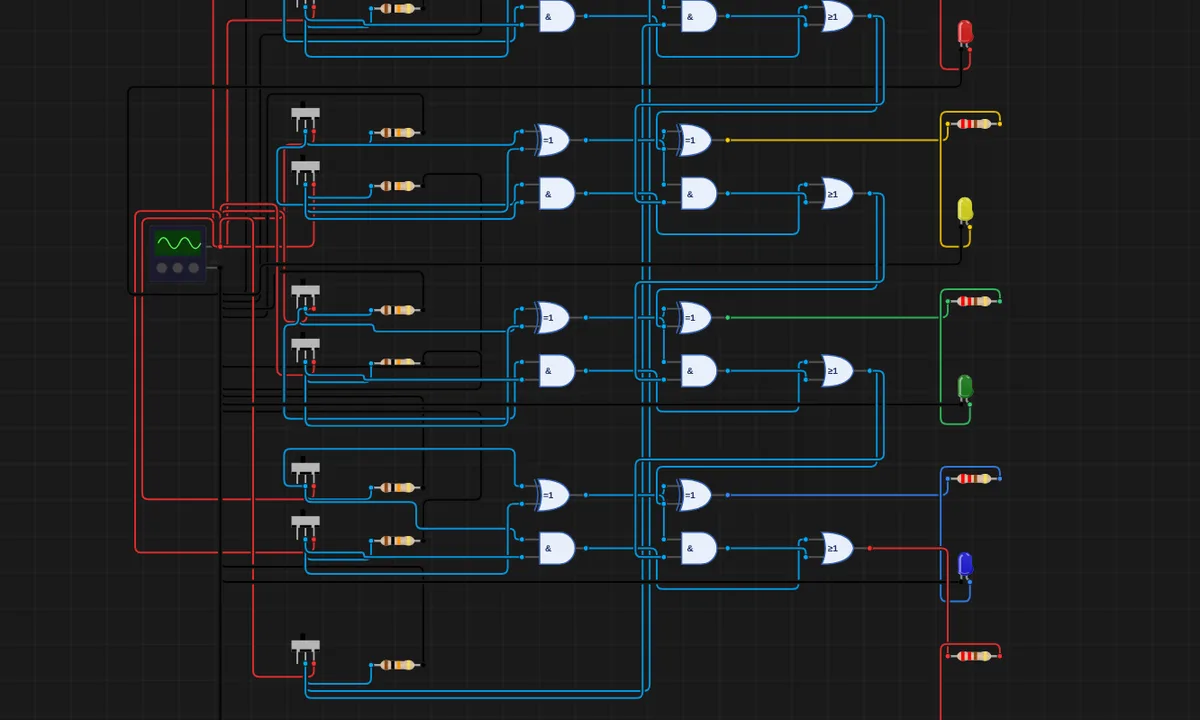 & & ≥1
=1 =1
& & ≥1
=1 =1
& & ≥1
=1 =1
& & ≥1